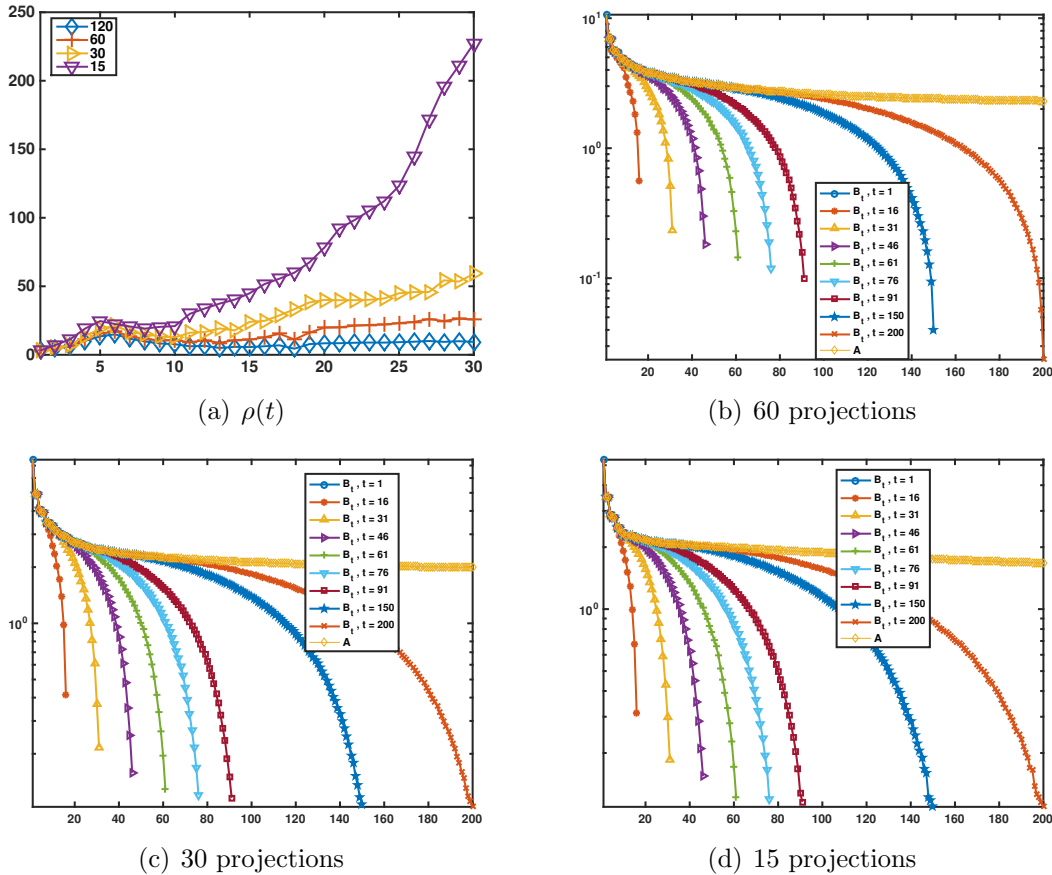 120
60
30
15
250
200
150
100
50
0
5 10 15 20 25 30
(a) ρ(t)
10^1
10^0
10^-1
B_t , t = 1
B_t , t = 16
B_t , t = 31
B_t , t = 46
B_t , t = 61
B_t , t = 76
B_t , t = 91
B_t , t = 150
B_t , t = 200
A
20 40 60 80 100 120 140 160 180 200
(b) 60 projections
10^0
B_t , t = 1
B_t , t = 16
B_t , t = 31
B_t , t = 46
B_t , t = 61
B_t , t = 76
B_t , t = 91
B_t , t = 150
B_t , t = 200
A
20 40 60 80 100 120 140 160 180 200
(c) 30 projections
10^0
B_t , t = 1
B_t , t = 16
B_t , t = 31
B_t , t = 46
B_t , t = 61
B_t , t = 76
B_t , t = 91
B_t , t = 150
B_t , t = 200
A
20 40 60 80 100 120 140 160 180 200
(d) 15 projections